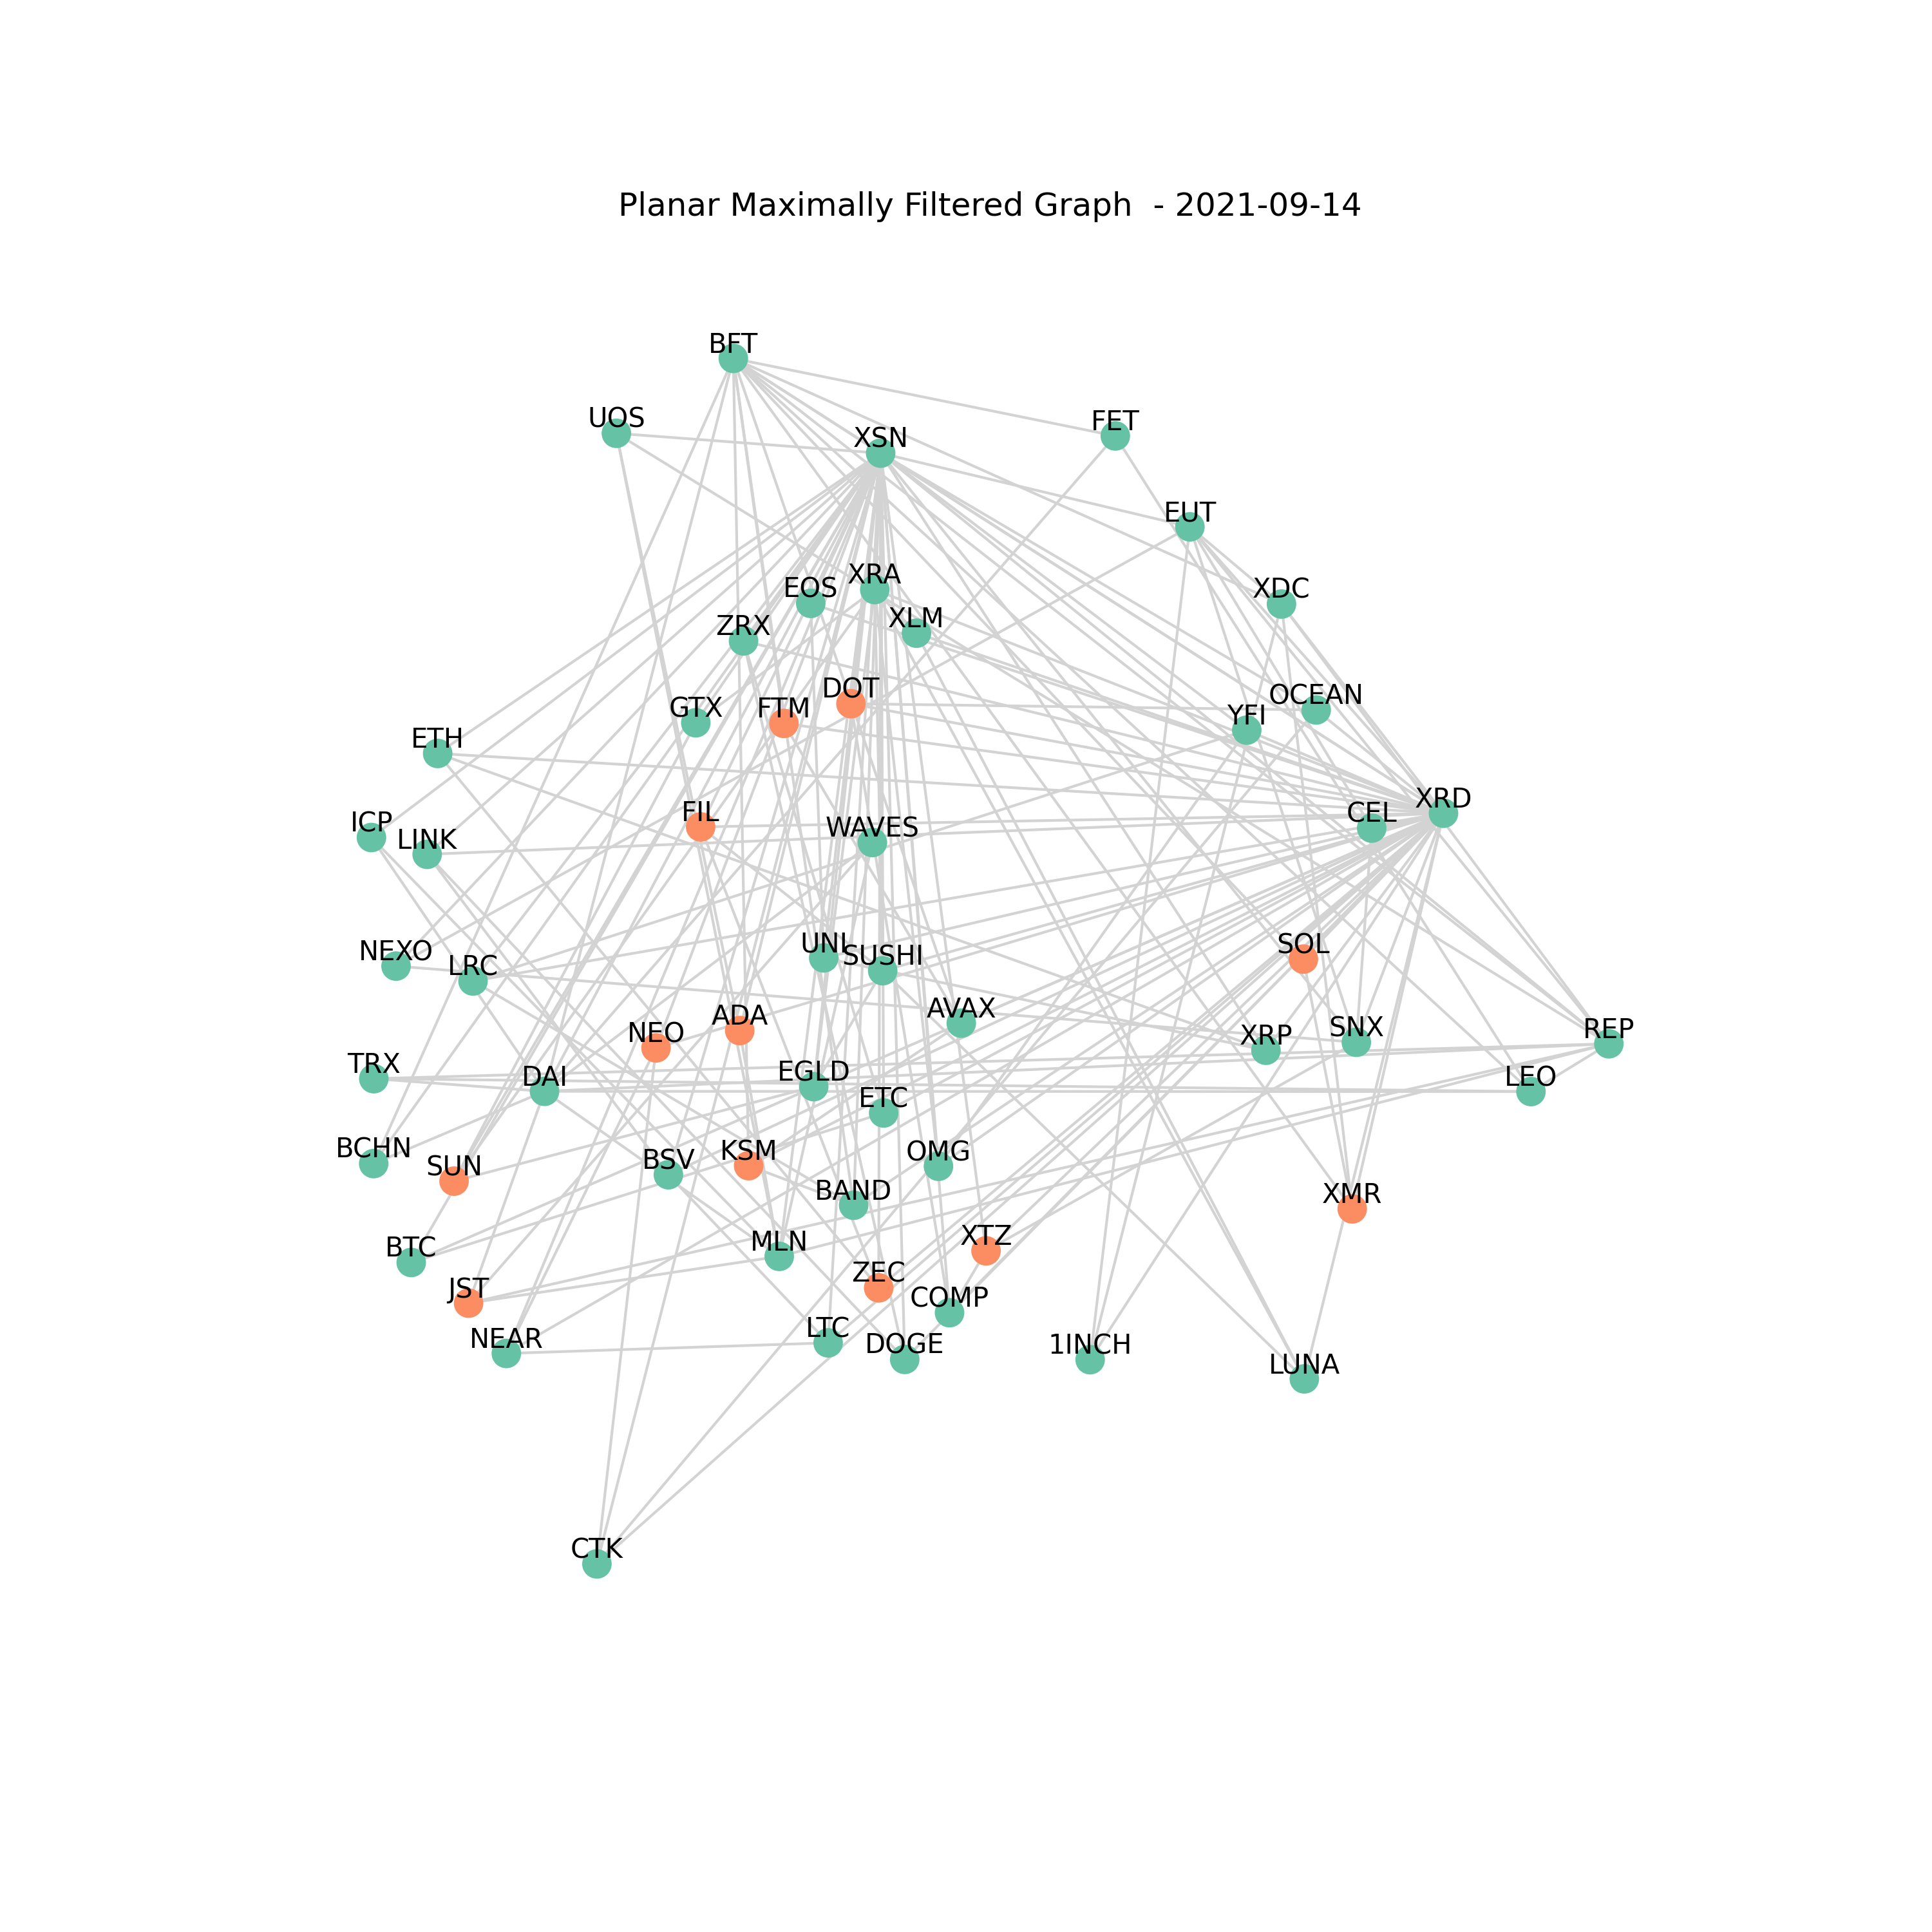 Planar Maximally Filtered Graph  - 2021-09-14
BFT
UOS
FET
XSN
EUT
XRA
EOS
XDC
XLM
ZRX
DOT
OCEAN
GTX
FTM
YFI
ETH
XRD
FIL
CEL
ICP
WAVES
LINK
UNI
SOL
NEXO
SUSHI
LRC
AVAX
ADA
SNX
REP
NEO
XRP
TRX
EGLD
DAI
LEO
ETC
BCHN
KSM
OMG
BSV
SUN
BAND
XMR
XTZ
MLN
BTC
ZEC
JST
COMP
LTC
NEAR
DOGE
1INCH
LUNA
CTK